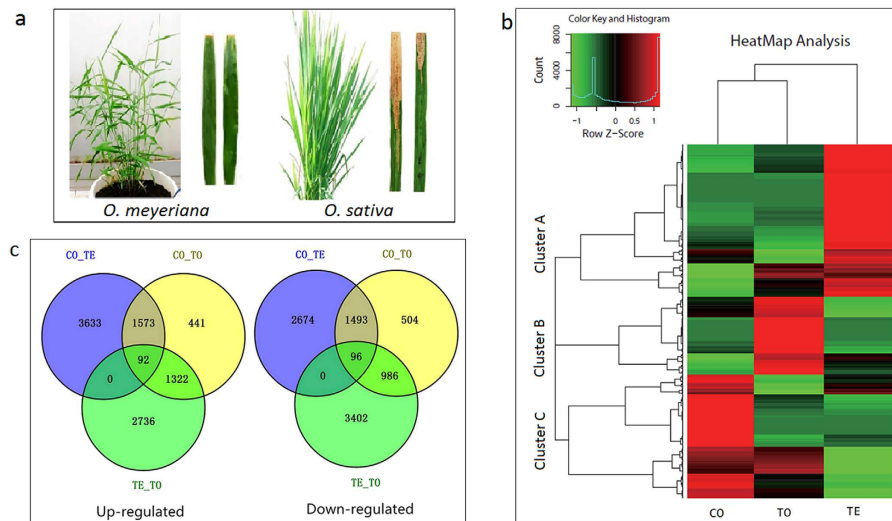 a
O. meyeriana
O. sativa
b
Color Key and Histogram
Count
0
4000
8000
-1
0
0.5
1
Row Z-Score
HeatMap Analysis
Cluster A
Cluster B
Cluster C
CO
TO
TE
c
CO_TE
CO_TO
3633
1573
441
92
0
1322
2736
TE_TO
Up-regulated
CO_TE
CO_TO
2674
1493
504
96
0
986
3402
TE_TO
Down-regulated